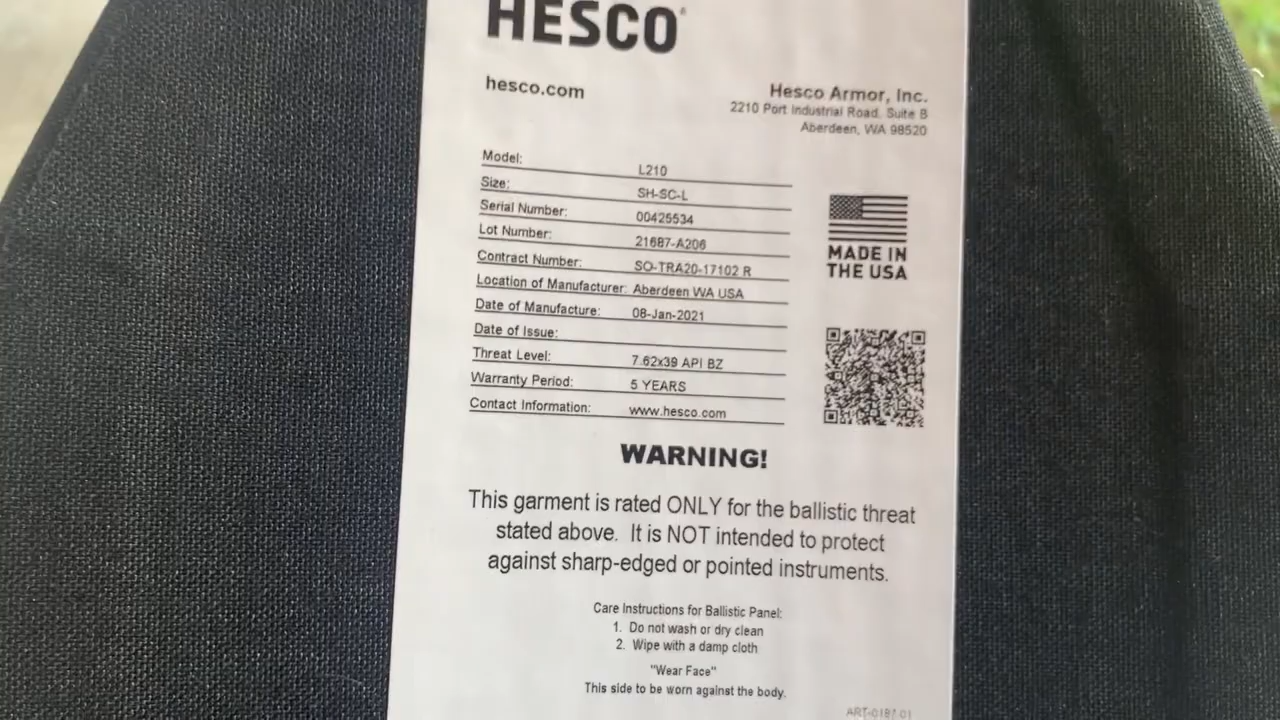 HESCO
hesco.com
Hesco Armor, Inc.
2210 Port Industrial Road, Suite B
Aberdeen, WA 98520
Model: L210
Size: SH-SC-L
Serial Number: 00425534
Lot Number: 21687-A206
Contract Number: SO-TRA20-17102 R
Location of Manufacturer: Aberdeen WA USA
Date of Manufacture: 08-Jan-2021
Date of Issue:
Threat Level: 7.62x39 API BZ
Warranty Period: 5 YEARS
Contact Information: www.hesco.com
MADE IN
THE USA
WARNING!
This garment is rated ONLY for the ballistic threat
stated above. It is NOT intended to protect
against sharp-edged or pointed instruments.
Care Instructions for Ballistic Panel:
1. Do not wash or dry clean
2. Wipe with a damp cloth
"Wear Face"
This side to be worn against the body.
ART-0187.01